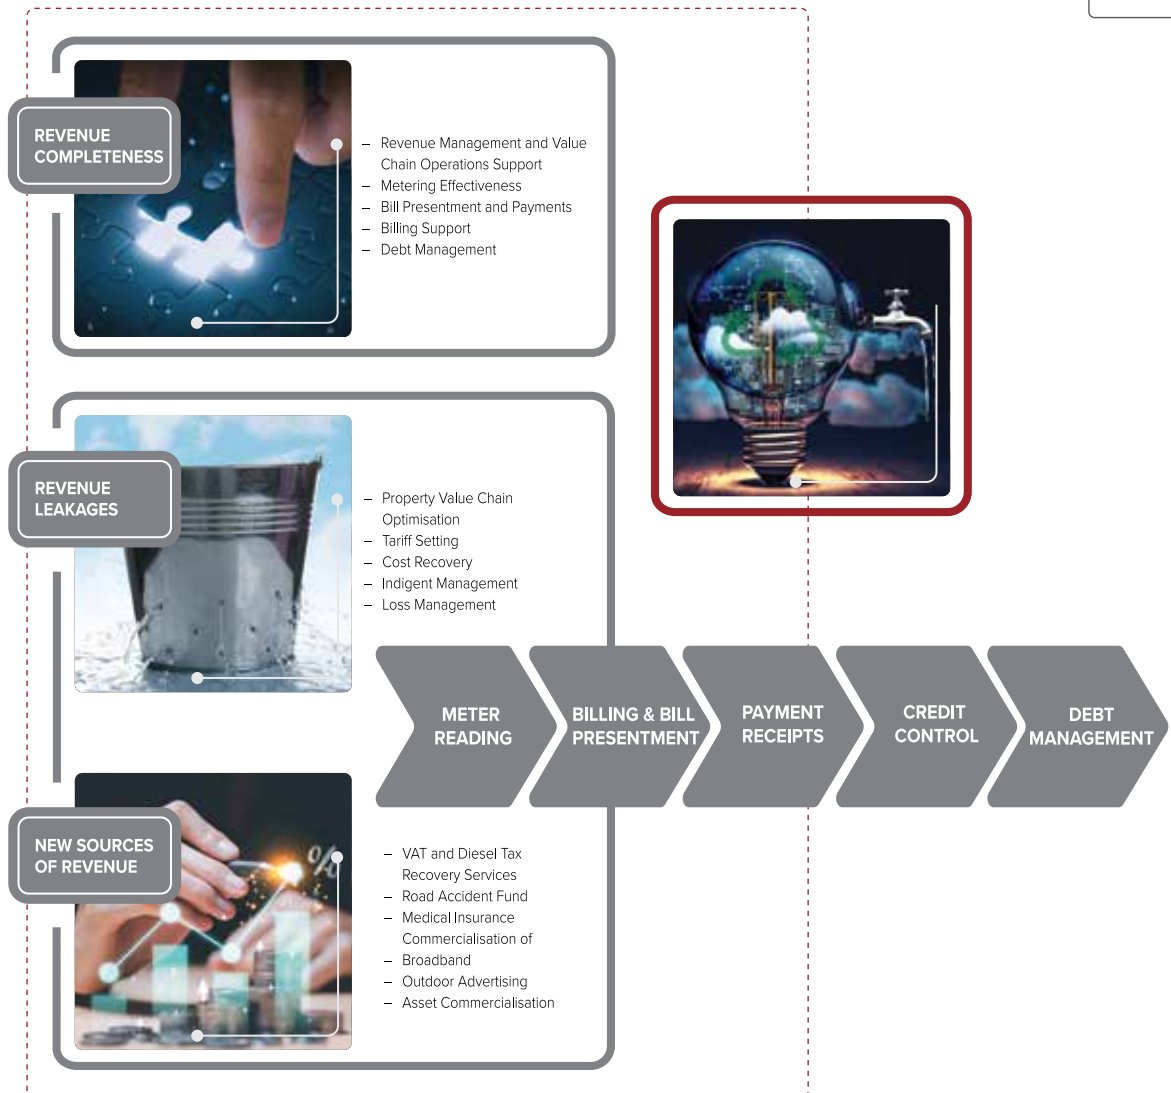 REVENUE
COMPLETENESS
– Revenue Management and Value
Chain Operations Support
– Metering Effectiveness
– Bill Presentment and Payments
– Billing Support
– Debt Management
REVENUE
LEAKAGES
– Property Value Chain
Optimisation
– Tariff Setting
– Cost Recovery
– Indigent Management
– Loss Management
METER
READING
BILLING & BILL
PRESENTMENT
PAYMENT
RECEIPTS
CREDIT
CONTROL
DEBT
MANAGEMENT
NEW SOURCES
OF REVENUE
%
– VAT and Diesel Tax
Recovery Services
– Road Accident Fund
– Medical Insurance
Commercialisation of
– Broadband
– Outdoor Advertising
– Asset Commercialisation